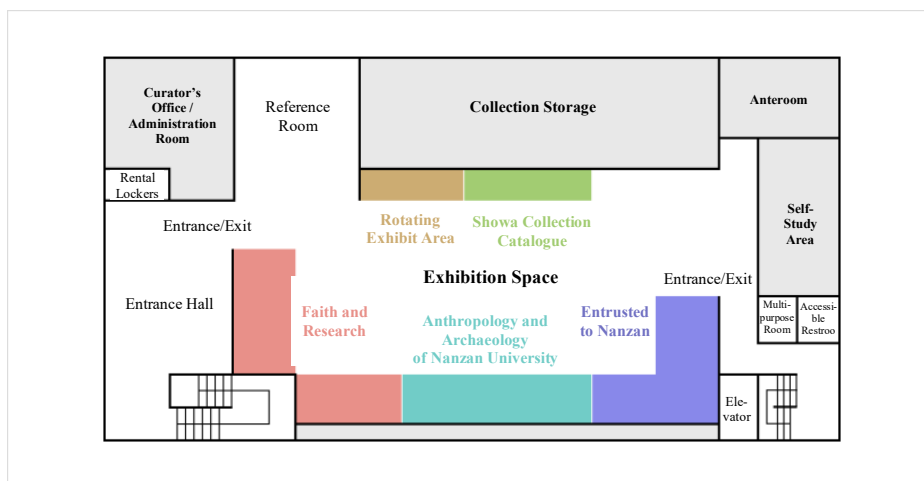 Curator's
Office /
Administration
Room
Reference
Room
Collection Storage
Anteroom
Rental
Lockers
Self-
Study
Area
Entrance/Exit
Rotating
Exhibit Area
Showa Collection
Catalogue
Exhibition Space
Entrance/Exit
Entrance Hall
Faith and
Research
Anthropology and
Archaeology
of Nanzan University
Entrusted
to Nanzan
Multi-
purpose
Room
Accessi-
ble
Restroo
Ele-
vator